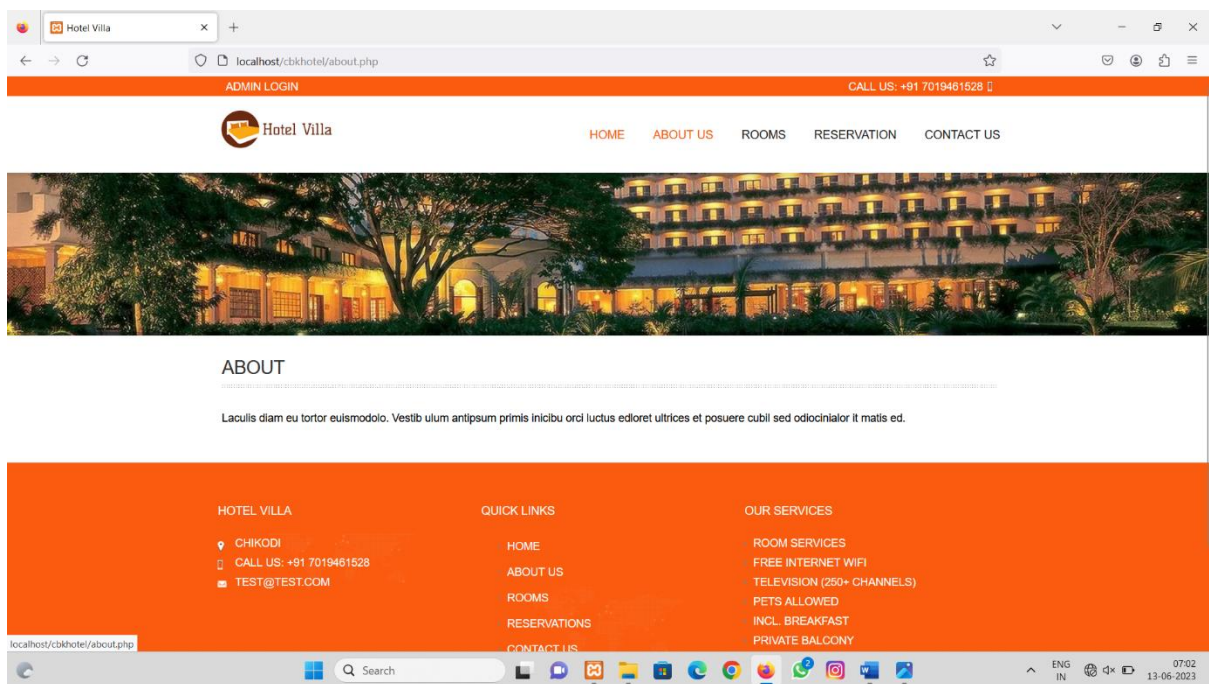 Hotel Villa
localhost/cbkhotel/about.php
ADMIN LOGIN
CALL US: +91 7019461528
Hotel Villa
HOME ABOUT US ROOMS RESERVATION CONTACT US
ABOUT
Laculis diam eu tortor euismodolo. Vestib ulum antipsum primis inicibu orci luctus edloret ultrices et posuere cubil sed odiocinialor it matis ed.
HOTEL VILLA
CHIKODI
CALL US: +91 7019461528
TEST@TEST.COM
QUICK LINKS
HOME
ABOUT US
ROOMS
RESERVATIONS
CONTACT US
OUR SERVICES
ROOM SERVICES
FREE INTERNET WIFI
TELEVISION (250+ CHANNELS)
PETS ALLOWED
INCL. BREAKFAST
PRIVATE BALCONY
localhost/cbkhotel/about.php
Search
2
ENG
IN
07:02
13-06-2023